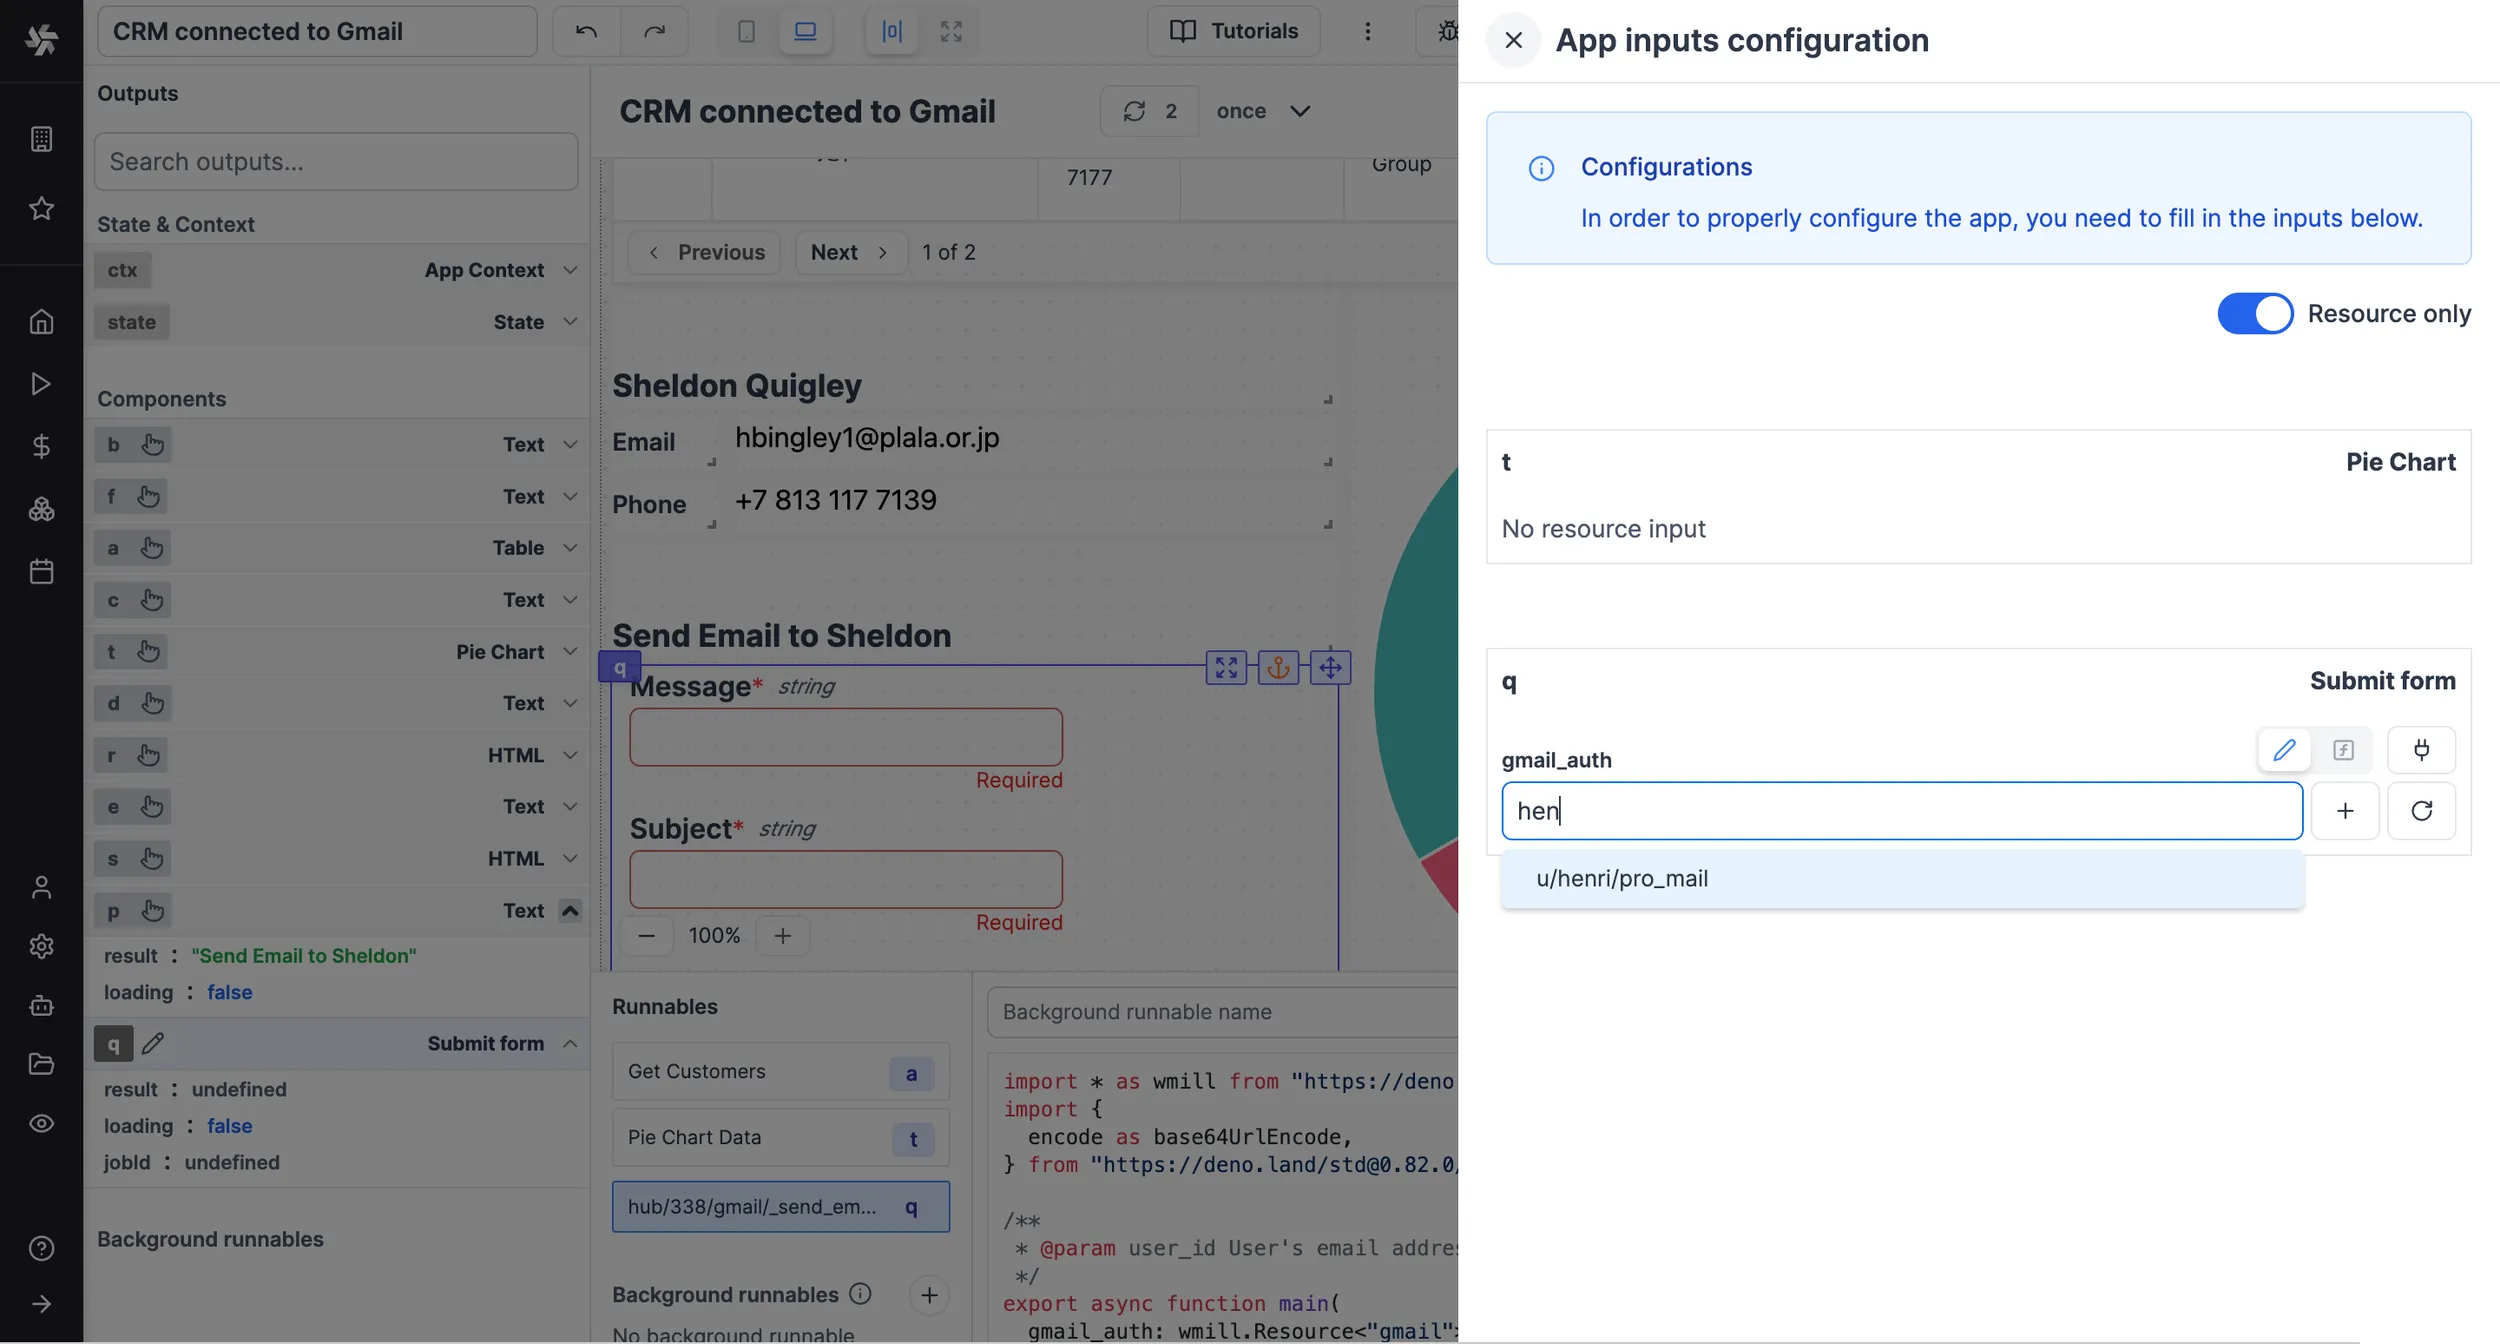 CRM connected to Gmail
Tutorials
Outputs
Search outputs...
State & Context
ctx App Context
state State
Components
b Text
f Text
a Table
c Text
t Pie Chart
d Text
r HTML
e Text
s HTML
p Text
result : "Send Email to Sheldon"
loading : false
q Submit form
result : undefined
loading : false
jobId : undefined
Background runnables
CRM connected to Gmail
2 once
7177
Group
Previous Next 1 of 2
Sheldon Quigley
Email hbingley1@plala.or.jp
Phone +7 813 117 7139
Send Email to Sheldon
q
Message* string
Required
Subject* string
Required
100%
Runnables
Get Customers a
Pie Chart Data t
hub/338/gmail/_send_em... q
Background runnables
No background runnable
Background runnable name
import * as wmill from "https://deno
import {
encode as base64UrlEncode,
} from "https://deno.land/std@0.82.0/
/**
* @param user_id User's email addres
*/
export async function main(
gmail_auth: wmill.Resource<"gmail">
App inputs configuration
Configurations
In order to properly configure the app, you need to fill in the inputs below.
Resource only
t Pie Chart
No resource input
q Submit form
gmail_auth
hen
u/henri/pro_mail